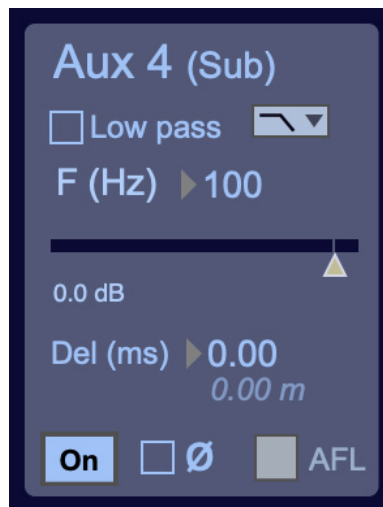 Aux 4 (Sub)
Low pass
F (Hz) 100
0.0 dB
Del (ms) 0.00
0.00 m
On Ø AFL